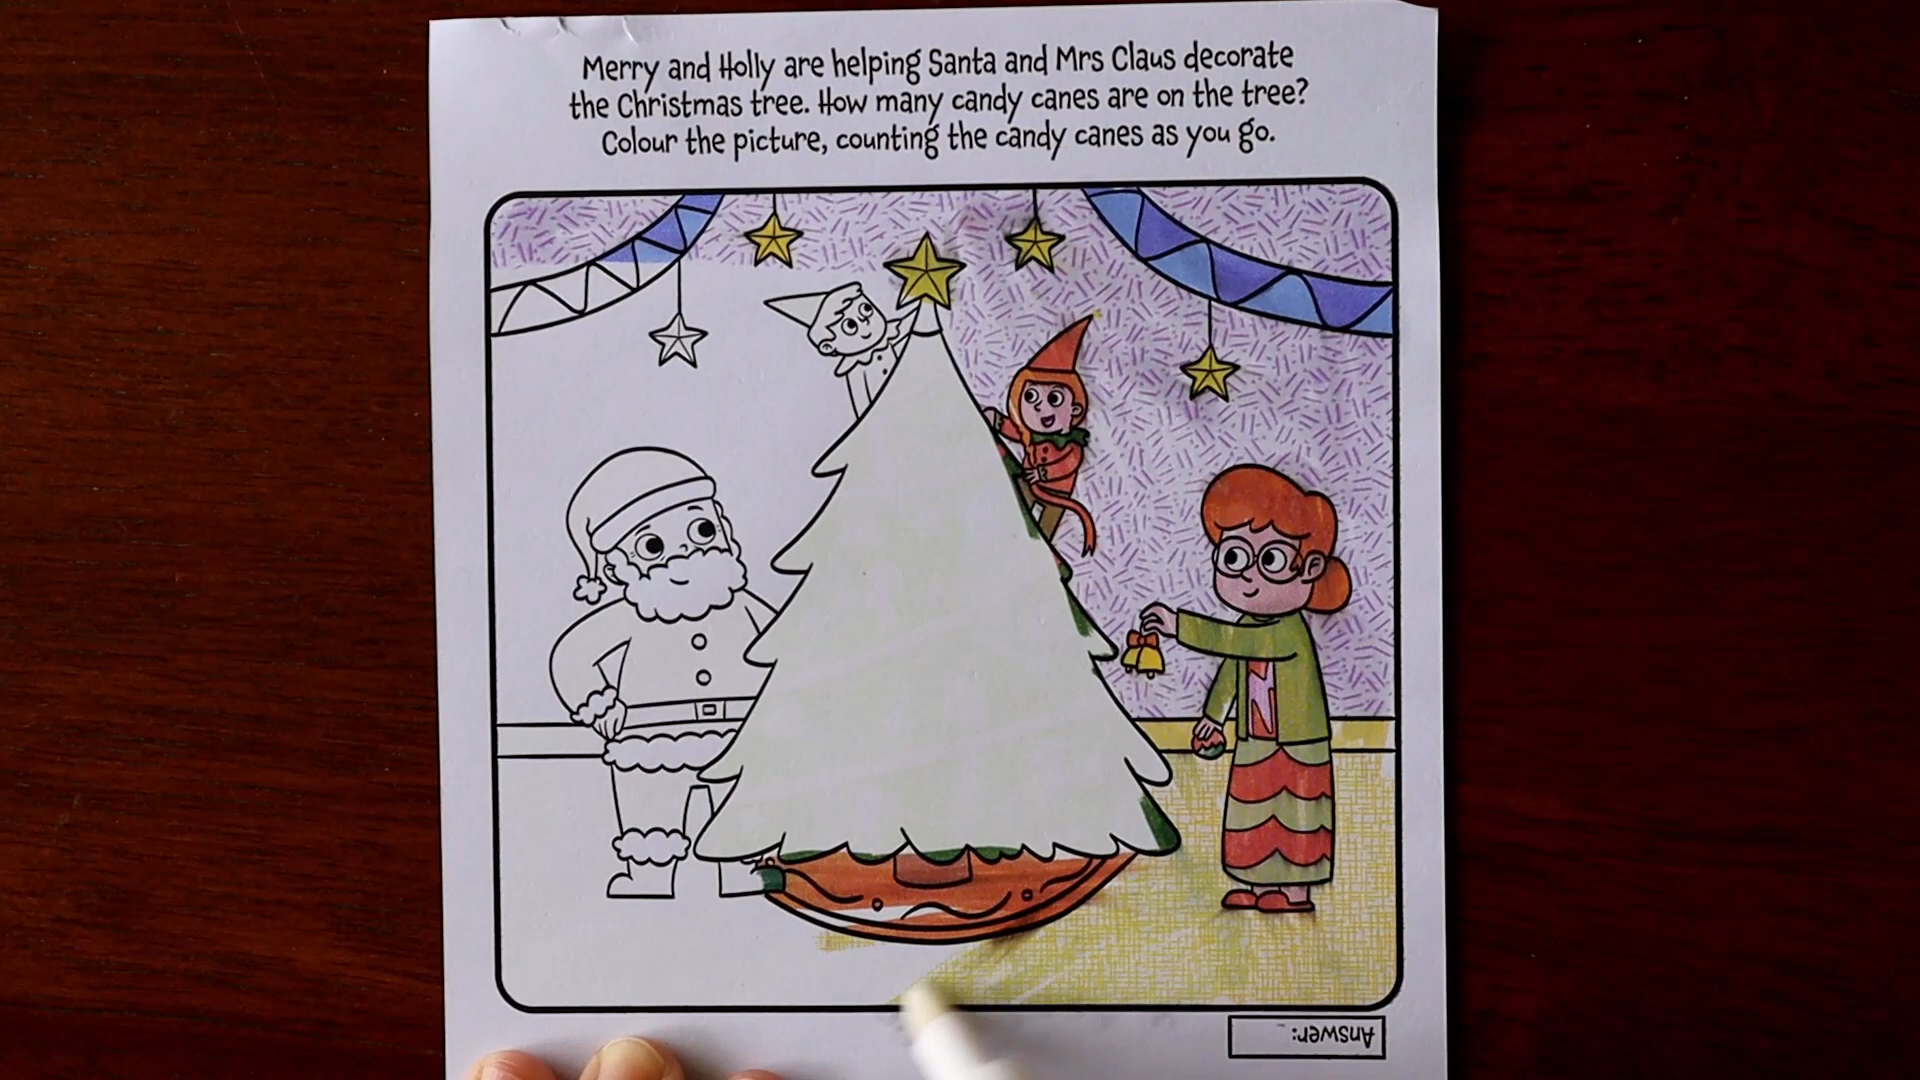 Merry and Holly are helping Santa and Mrs Claus decorate
the Christmas tree. How many candy canes are on the tree?
Colour the picture, counting the candy canes as you go.
Answer: